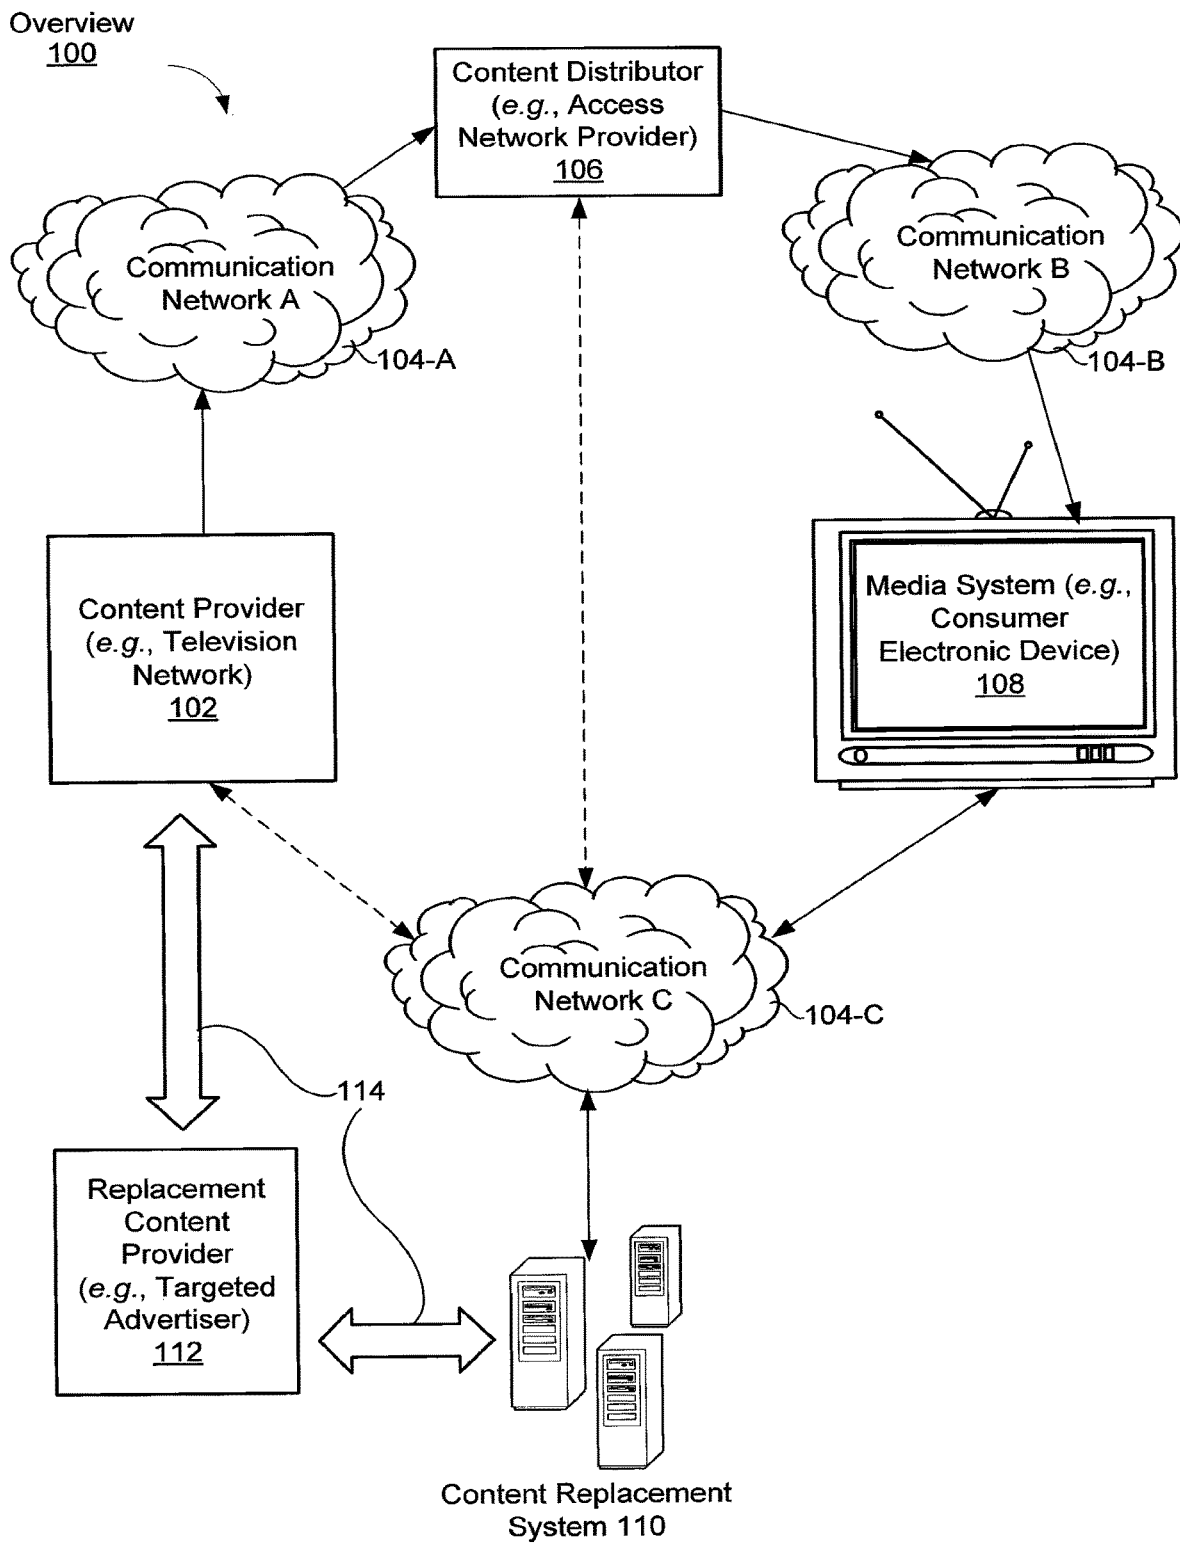 Overview
100
Content Distributor
(e.g., Access
Network Provider)
106
Communication
Network A
104-A
Communication
Network B
104-B
Content Provider
(e.g., Television
Network)
102
Media System (e.g.,
Consumer
Electronic Device)
108
Communication
Network C
104-C
114
Replacement
Content
Provider
(e.g., Targeted
Advertiser)
112
Content Replacement
System 110